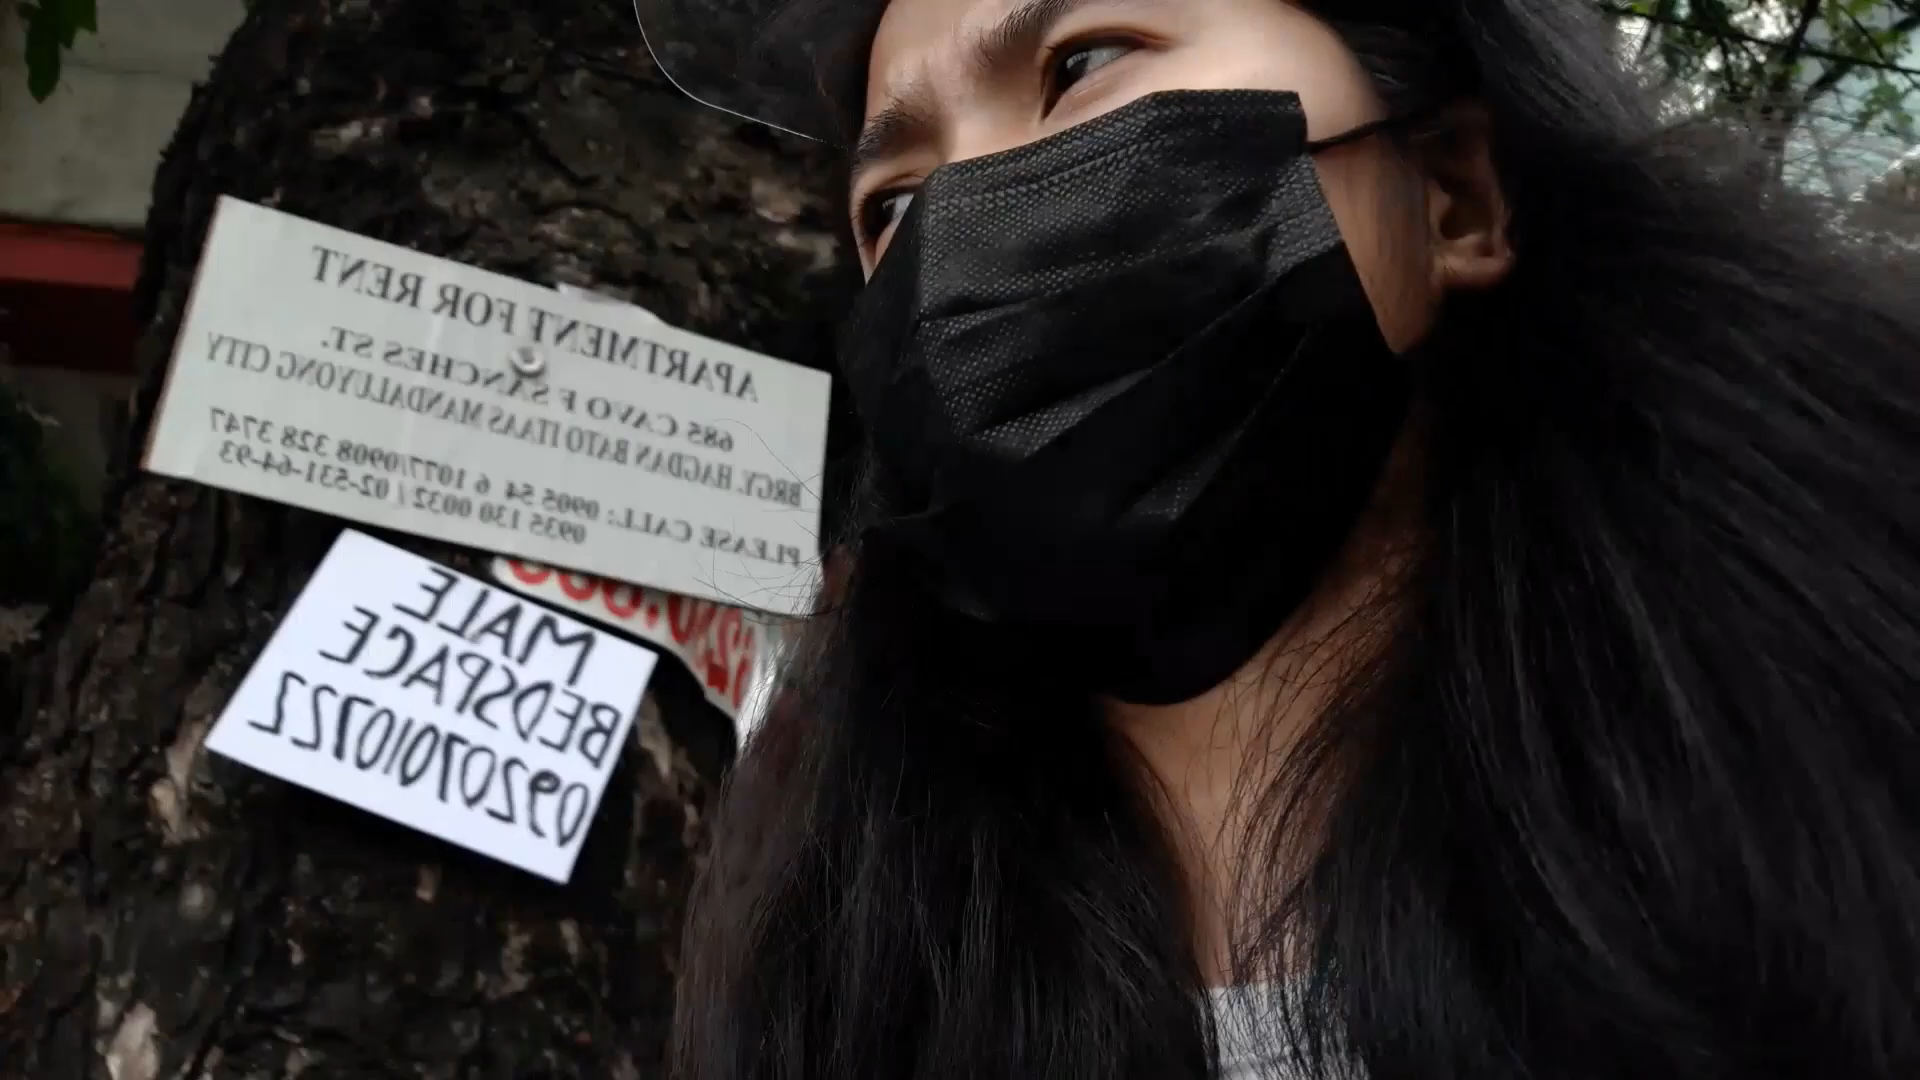 APARTMENT FOR RENT
685 CAVO F SANCHES ST.
BRGY. HAGDAN BATO ITAAS MANDALUYONG CITY
PLEASE CALL: 0905 54 6 1077/0908 328 3747
0935 130 0032 / 02-531-64-93
MALE
BEDSPACE
09207010722